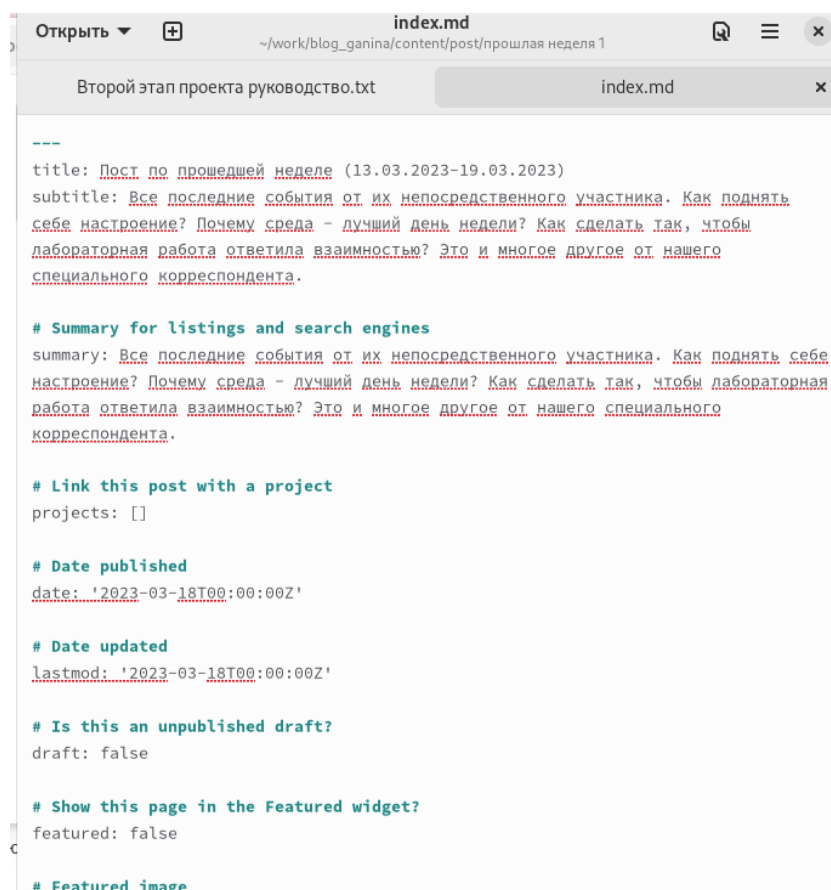 Открыть
index.md
~/work/blog_ganina/content/post/прошлая неделя 1
Второй этап проекта руководство.txt
index.md
---
title: Пост по прошедшей неделе (13.03.2023-19.03.2023)
subtitle: Все последние события от их непосредственного участника. Как поднять
себе настроение? Почему среда - лучший день недели? Как сделать так, чтобы
лабораторная работа ответила взаимностью? Это и многое другое от нашего
специального корреспондента.
# Summary for listings and search engines
summary: Все последние события от их непосредственного участника. Как поднять себе
настроение? Почему среда - лучший день недели? Как сделать так, чтобы лабораторная
работа ответила взаимностью? Это и многое другое от нашего специального
корреспондента.
# Link this post with a project
projects: []
# Date published
date: '2023-03-18T00:00:00Z'
# Date updated
lastmod: '2023-03-18T00:00:00Z'
# Is this an unpublished draft?
draft: false
# Show this page in the Featured widget?
featured: false
# Featured image